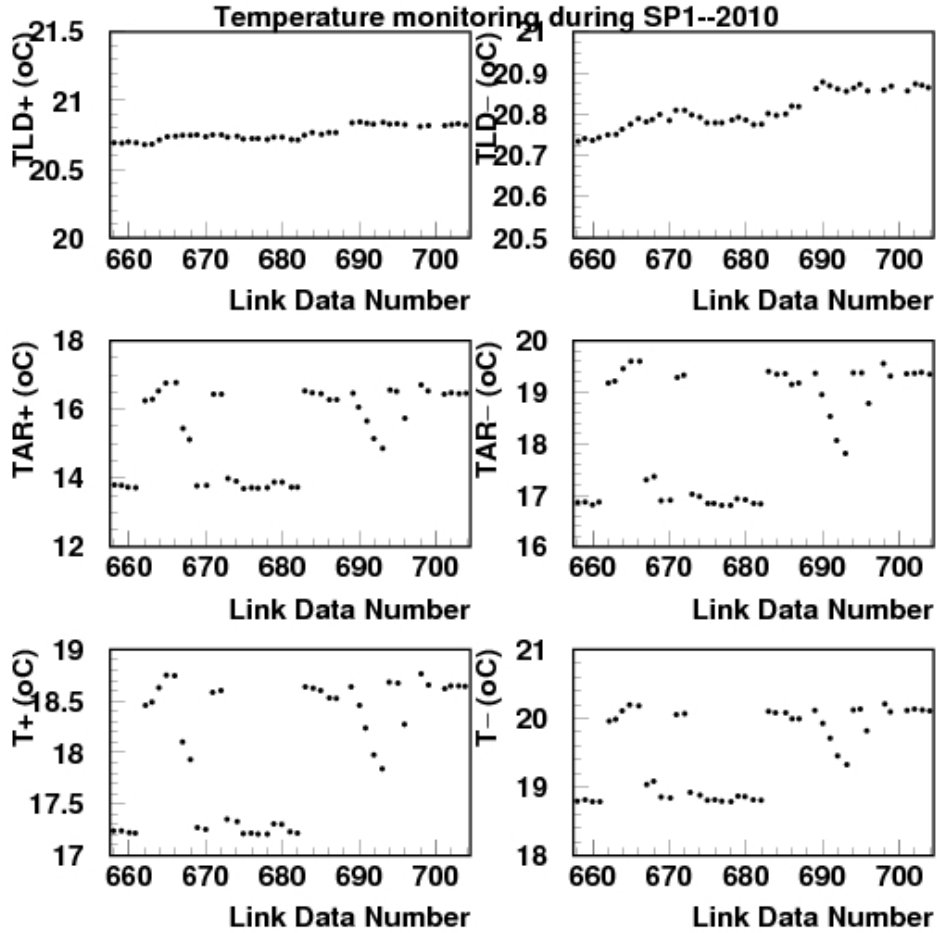 Temperature monitoring during SP1--2010
TLD+ (oC)
21.5
21
20.5
20
660 670 680 690 700
Link Data Number
TLD− (oC)
21
20.9
20.8
20.7
20.6
20.5
660 670 680 690 700
Link Data Number
TAR+ (oC)
18
16
14
12
660 670 680 690 700
Link Data Number
TAR− (oC)
20
19
18
17
16
660 670 680 690 700
Link Data Number
T+ (oC)
19
18.5
18
17.5
17
660 670 680 690 700
Link Data Number
T− (oC)
21
20
19
18
660 670 680 690 700
Link Data Number